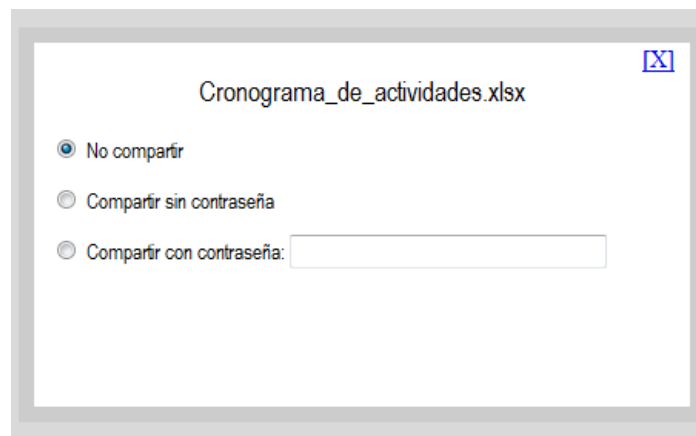 [X]
Cronograma_de_actividades.xlsx
No compartir
Compartir sin contraseña
Compartir con contraseña: